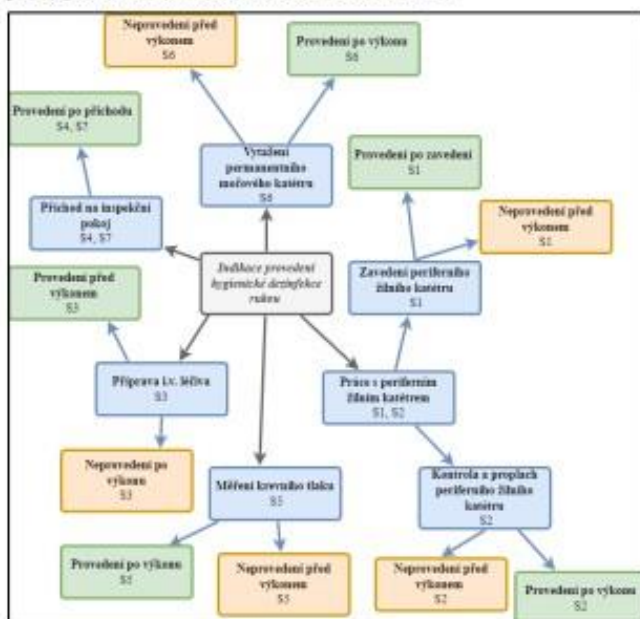 Neprovedení před
výkonem
S6
Provedení po výkonu
S6
Provedení po příchodu
S4, S7
Vytažení
permanentního
močového katétru
S6
Provedení po zavedení
S1
Příchod na inspekční
pokoj
S4, S7
Neprovedení před
výkonem
S1
Indikace provedení
hygienické dezinfekce
rukou
Zavedení periferního
žilního katétru
S1
Provedení před
výkonem
S3
Příprava i.v. léčiva
S3
Práce s periferním
žilním katétrem
S1, S2
Neprovedení po
výkonu
S3
Měření krevního tlaku
S5
Kontrola a proplach
periferního žilního
katétru
S2
Provedení po výkonu
S5
Neprovedení před
výkonem
S5
Neprovedení před
výkonem
S2
Provedení po výkonu
S2